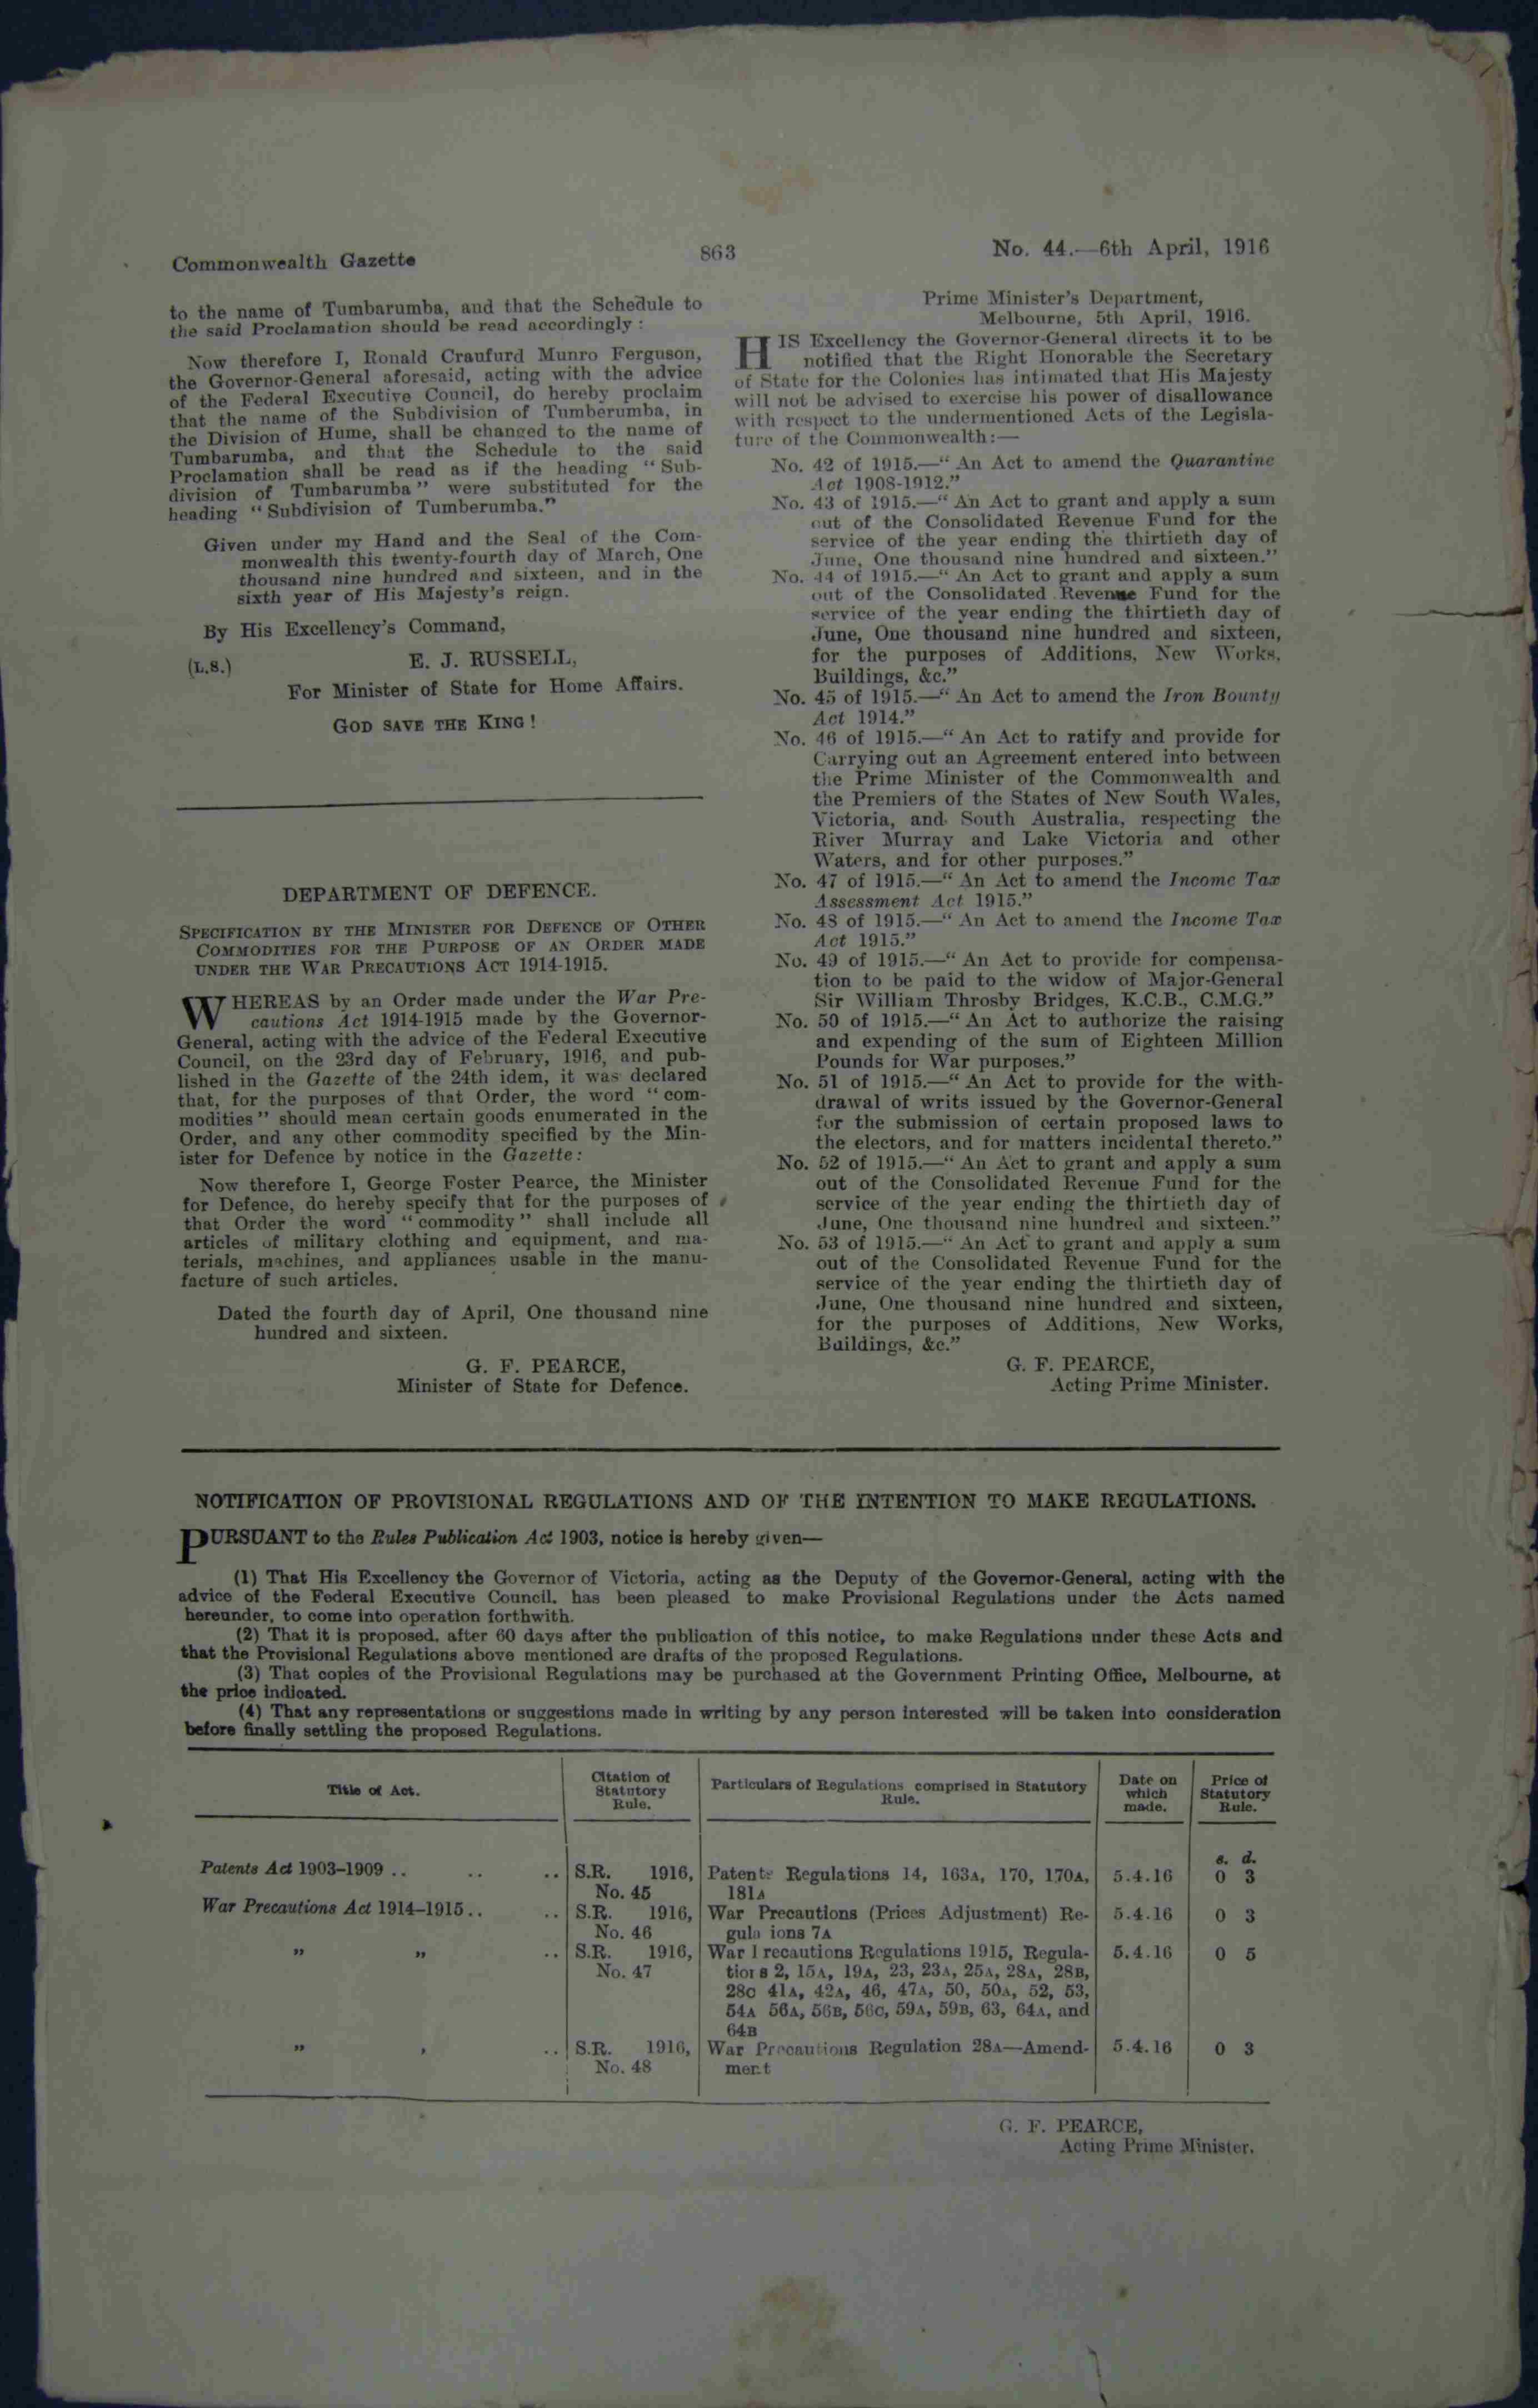 Commonwealth Gazette 863 No. 44.—6th April, 1916
to the name of Tumbarumba, and that the Schedule to
the said Proclamation should be read accordingly :
Now therefore I, Ronald Craufurd Munro Ferguson,
the Governor-General aforesaid, acting with the advice
of the Federal Executive Council, do hereby proclaim
that the name of the Subdivision of Tumberumba, in
the Division of Hume, shall be changed to the name of
Tumbarumba, and that the Schedule to the said
Proclamation shall be read as if the heading “ Sub-
division of Tumbarumba ” were substituted for the
heading “ Subdivision of Tumberumba.”
Given under my Hand and the Seal of the Com-
monwealth this twenty-fourth day of March, One
thousand nine hundred and sixteen, and in the
sixth year of His Majesty's reign.
By His Excellency's Command,
(L.S.) E. J. RUSSELL,
For Minister of State for Home Affairs.
GOD SAVE THE KING !
DEPARTMENT OF DEFENCE.
SPECIFICATION BY THE MINISTER FOR DEFENCE OF OTHER
COMMODITIES FOR THE PURPOSE OF AN ORDER MADE
UNDER THE WAR PRECAUTIONS ACT 1914-1915.
WHEREAS by an Order made under the War Pre-
cautions Act 1914-1915 made by the Governor-
General, acting with the advice of the Federal Executive
Council, on the 23rd day of February, 1916, and pub-
lished in the Gazette of the 24th idem, it was declared
that, for the purposes of that Order, the word “ com-
modities ” should mean certain goods enumerated in the
Order, and any other commodity specified by the Min-
ister for Defence by notice in the Gazette:
Now therefore I, George Foster Pearce, the Minister
for Defence, do hereby specify that for the purposes of
that Order the word “ commodity ” shall include all
articles of military clothing and equipment, and ma-
terials, machines, and appliances usable in the manu-
facture of such articles.
Dated the fourth day of April, One thousand nine
hundred and sixteen.
G. F. PEARCE,
Minister of State for Defence.
Prime Minister's Department,
Melbourne, 5th April, 1916.
HIS Excellency the Governor-General directs it to be
notified that the Right Honorable the Secretary
of State for the Colonies has intimated that His Majesty
will not be advised to exercise his power of disallowance
with respect to the undermentioned Acts of the Legisla-
ture of the Commonwealth:—
No. 42 of 1915.—“ An Act to amend the Quarantine
Act 1908-1912.”
No. 43 of 1915.—“ An Act to grant and apply a sum
out of the Consolidated Revenue Fund for the
service of the year ending the thirtieth day of
June, One thousand nine hundred and sixteen.”
No. 44 of 1915.—“ An Act to grant and apply a sum
out of the Consolidated Revenue Fund for the
service of the year ending the thirtieth day of
June, One thousand nine hundred and sixteen,
for the purposes of Additions, New Works,
Buildings, &c.”
No. 45 of 1915.—“ An Act to amend the Iron Bounty
Act 1914.”
No. 46 of 1915.—“ An Act to ratify and provide for
Carrying out an Agreement entered into between
the Prime Minister of the Commonwealth and
the Premiers of the States of New South Wales,
Victoria, and South Australia, respecting the
River Murray and Lake Victoria and other
Waters, and for other purposes.”
No. 47 of 1915.—“ An Act to amend the Income Tax
Assessment Act 1915.”
No. 48 of 1915.—“ An Act to amend the Income Tax
Act 1915.”
No. 49 of 1915.—“ An Act to provide for compensa-
tion to be paid to the widow of Major-General
Sir William Throsby Bridges, K.C.B., C.M.G.”
No. 50 of 1915.—“ An Act to authorize the raising
and expending of the sum of Eighteen Million
Pounds for War purposes.”
No. 51 of 1915.—“ An Act to provide for the with-
drawal of writs issued by the Governor-General
for the submission of certain proposed laws to
the electors, and for matters incidental thereto.”
No. 52 of 1915.—“ An Act to grant and apply a sum
out of the Consolidated Revenue Fund for the
service of the year ending the thirtieth day of
June, One thousand nine hundred and sixteen.”
No. 53 of 1915.—“ An Act to grant and apply a sum
out of the Consolidated Revenue Fund for the
service of the year ending the thirtieth day of
June, One thousand nine hundred and sixteen,
for the purposes of Additions, New Works,
Buildings, &c.”
G. F. PEARCE,
Acting Prime Minister.
NOTIFICATION OF PROVISIONAL REGULATIONS AND OF THE INTENTION TO MAKE REGULATIONS.
PURSUANT to the Rules Publication Act 1903, notice is hereby given—
(1) That His Excellency the Governor of Victoria, acting as the Deputy of the Governor-General, acting with the
advice of the Federal Executive Council, has been pleased to make Provisional Regulations under the Acts named
hereunder, to come into operation forthwith.
(2) That it is proposed, after 60 days after the publication of this notice, to make Regulations under these Acts and
that the Provisional Regulations above mentioned are drafts of the proposed Regulations.
(3) That copies of the Provisional Regulations may be purchased at the Government Printing Office, Melbourne, at
the price indicated.
(4) That any representations or suggestions made in writing by any person interested will be taken into consideration
before finally settling the proposed Regulations.
Title of Act. Citation of Statutory Rule. Particulars of Regulations comprised in Statutory Rule. Date on which made. Price of Statutory Rule.
s. d.
Patents Act 1903–1909 .. .. .. S.R. 1916, Patents Regulations 14, 163A, 170, 170A, 5.4.16 0 3
No. 45 181A
War Precautions Act 1914–1915 .. .. S.R. 1916, War Precautions (Prices Adjustment) Re- 5.4.16 0 3
No. 46 gula ions 7A
” ” .. S.R. 1916, War Precautions Regulations 1915, Regula- 5.4.16 0 5
No. 47 tions 2, 15A, 19A, 23, 23A, 25A, 28A, 28B,
28C 41A, 42A, 46, 47A, 50, 50A, 52, 53,
54A 56A, 56B, 56C, 59A, 59B, 63, 64A, and
64B
” , .. S.R. 1916, War Precautions Regulation 28A—Amend- 5.4.16 0 3
No. 48 ment
G. F. PEARCE,
Acting Prime Minister.